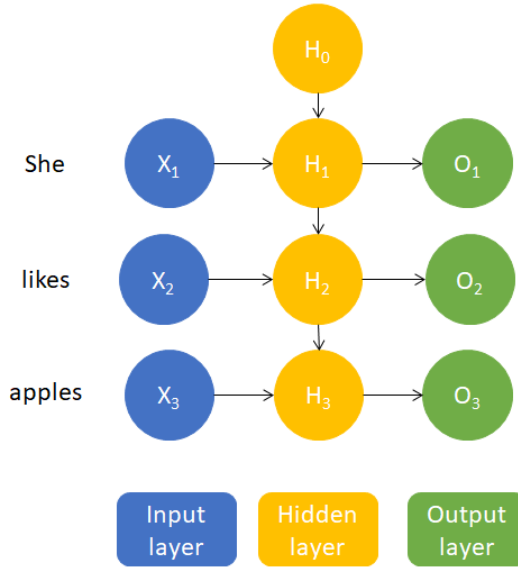 H₀
She X₁ H₁ O₁
likes X₂ H₂ O₂
apples X₃ H₃ O₃
Input layer
Hidden layer
Output layer